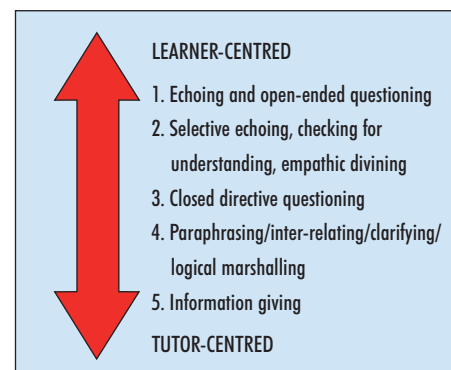 LEARNER-CENTRED
1. Echoing and open-ended questioning
2. Selective echoing, checking for
understanding, empathic divining
3. Closed directive questioning
4. Paraphrasing/inter-relating/clarifying/
logical marshalling
5. Information giving
TUTOR-CENTRED